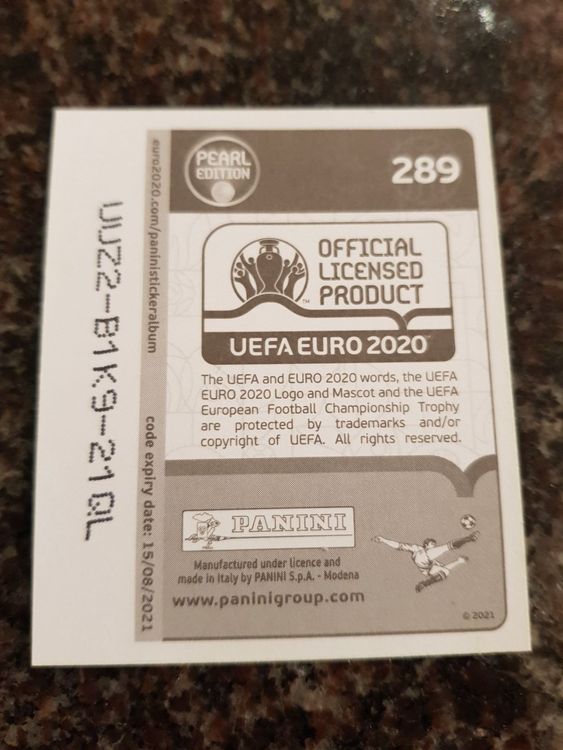 PEARL
EDITION
289
OFFICIAL
LICENSED
PRODUCT
TM
UEFA EURO 2020
The UEFA and EURO 2020 words, the UEFA
EURO 2020 Logo and Mascot and the UEFA
European Football Championship Trophy
are protected by trademarks and/or
copyright of UEFA. All rights reserved.
PANINI
Manufactured under licence and
made in Italy by PANINI S.p.A. - Modena
www.paninigroup.com
© 2021
euro2020.com/paninistickeralbum
code expiry date: 15/08/2021
UUZ2-B1K9-21QL